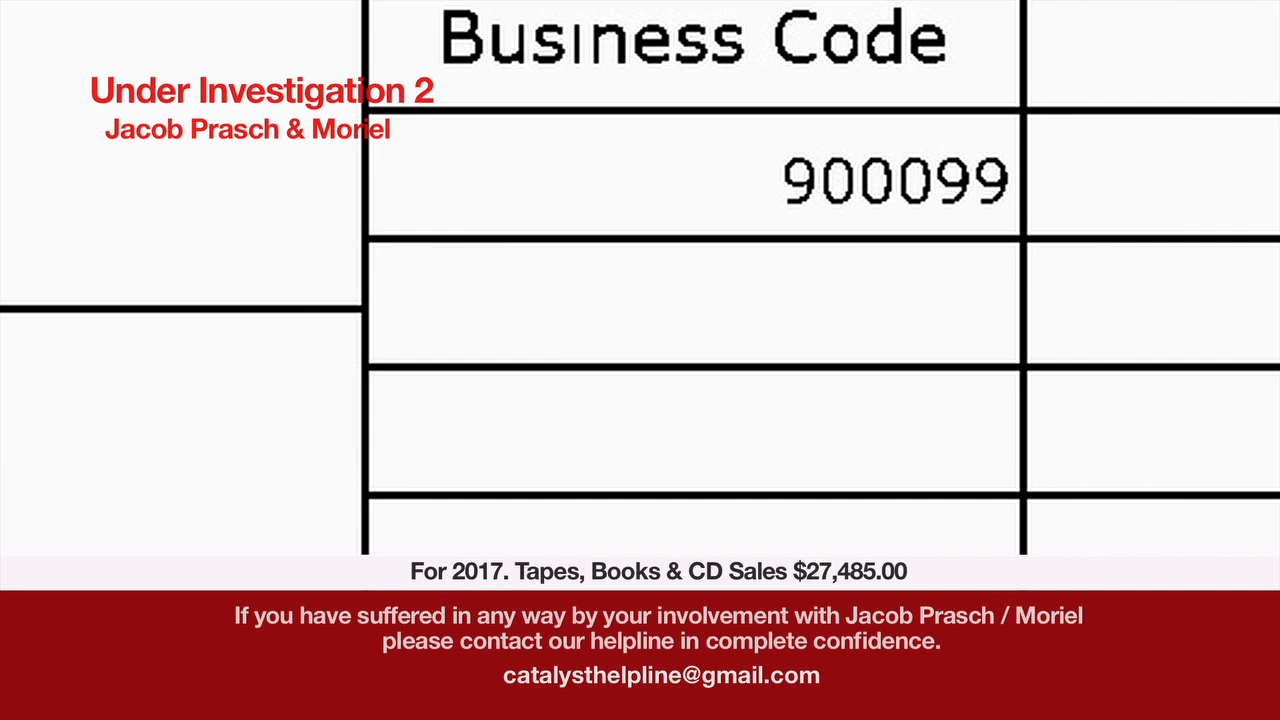 Business Code
Under Investigation 2
Jacob Prasch & Moriel
900099
For 2017. Tapes, Books & CD Sales $27,485.00
If you have suffered in any way by your involvement with Jacob Prasch / Moriel
please contact our helpline in complete confidence.
catalysthelpline@gmail.com